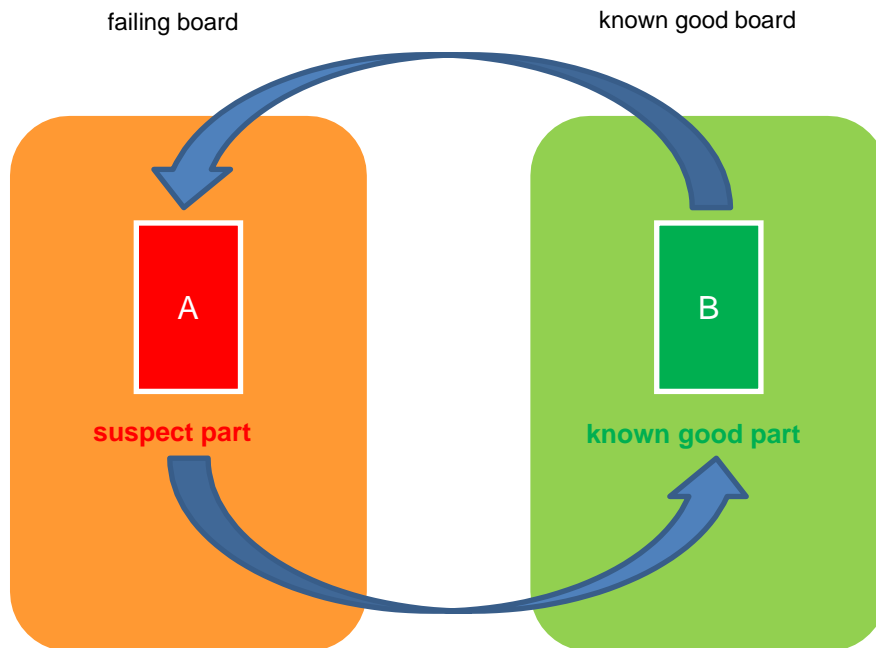 failing board
known good board
A
B
suspect part
known good part